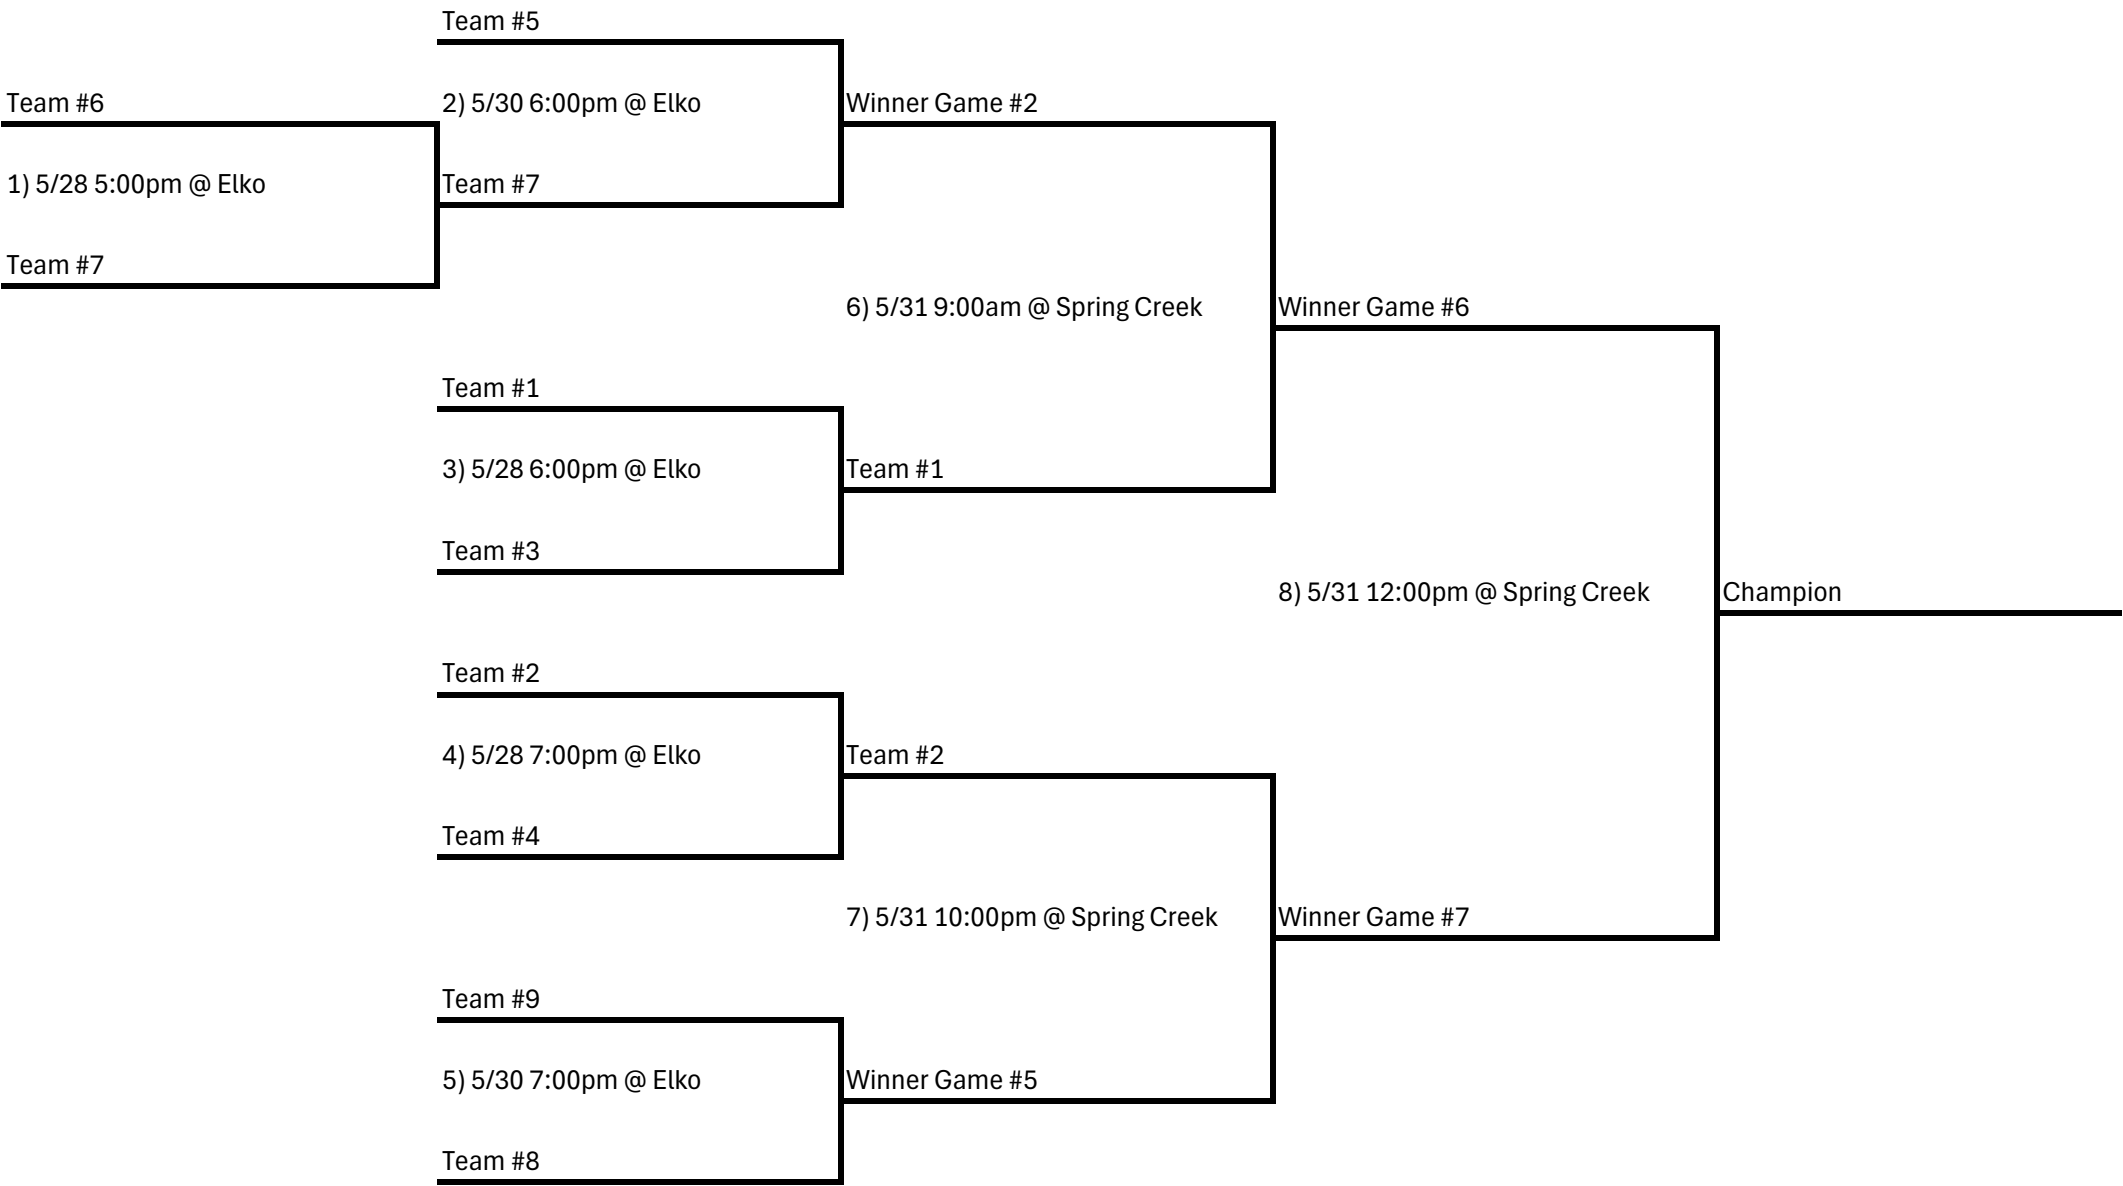 Team #5
Team #6
2) 5/30 6:00pm @ Elko
Winner Game #2
1) 5/28 5:00pm @ Elko
Team #7
Team #7
6) 5/31 9:00am @ Spring Creek
Winner Game #6
Team #1
3) 5/28 6:00pm @ Elko
Team #1
Team #3
8) 5/31 12:00pm @ Spring Creek
Champion
Team #2
4) 5/28 7:00pm @ Elko
Team #2
Team #4
7) 5/31 10:00pm @ Spring Creek
Winner Game #7
Team #9
5) 5/30 7:00pm @ Elko
Winner Game #5
Team #8